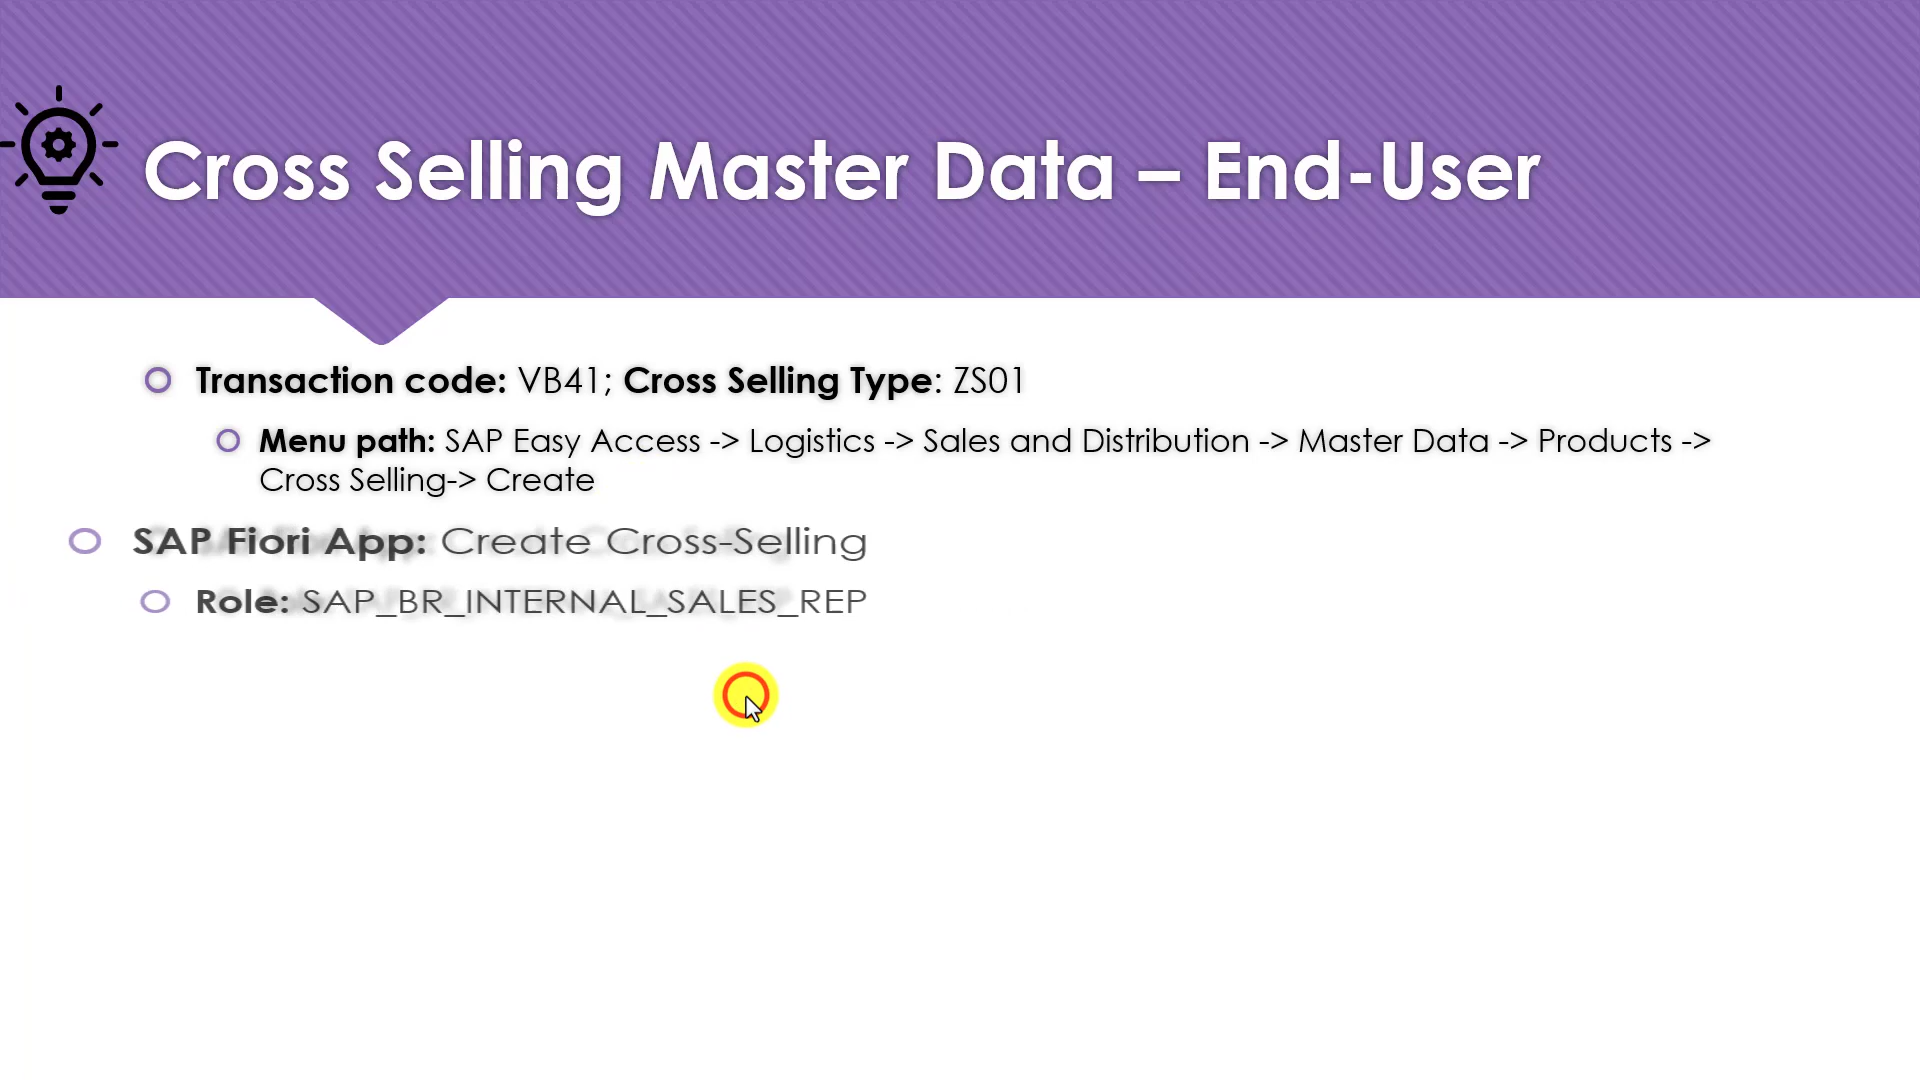 Cross Selling Master Data – End-User
Transaction code: VB41; Cross Selling Type: ZS01
Menu path: SAP Easy Access -> Logistics -> Sales and Distribution -> Master Data -> Products ->
Cross Selling-> Create
SAP Fiori App: Create Cross-Selling
Role: SAP_BR_INTERNAL_SALES_REP